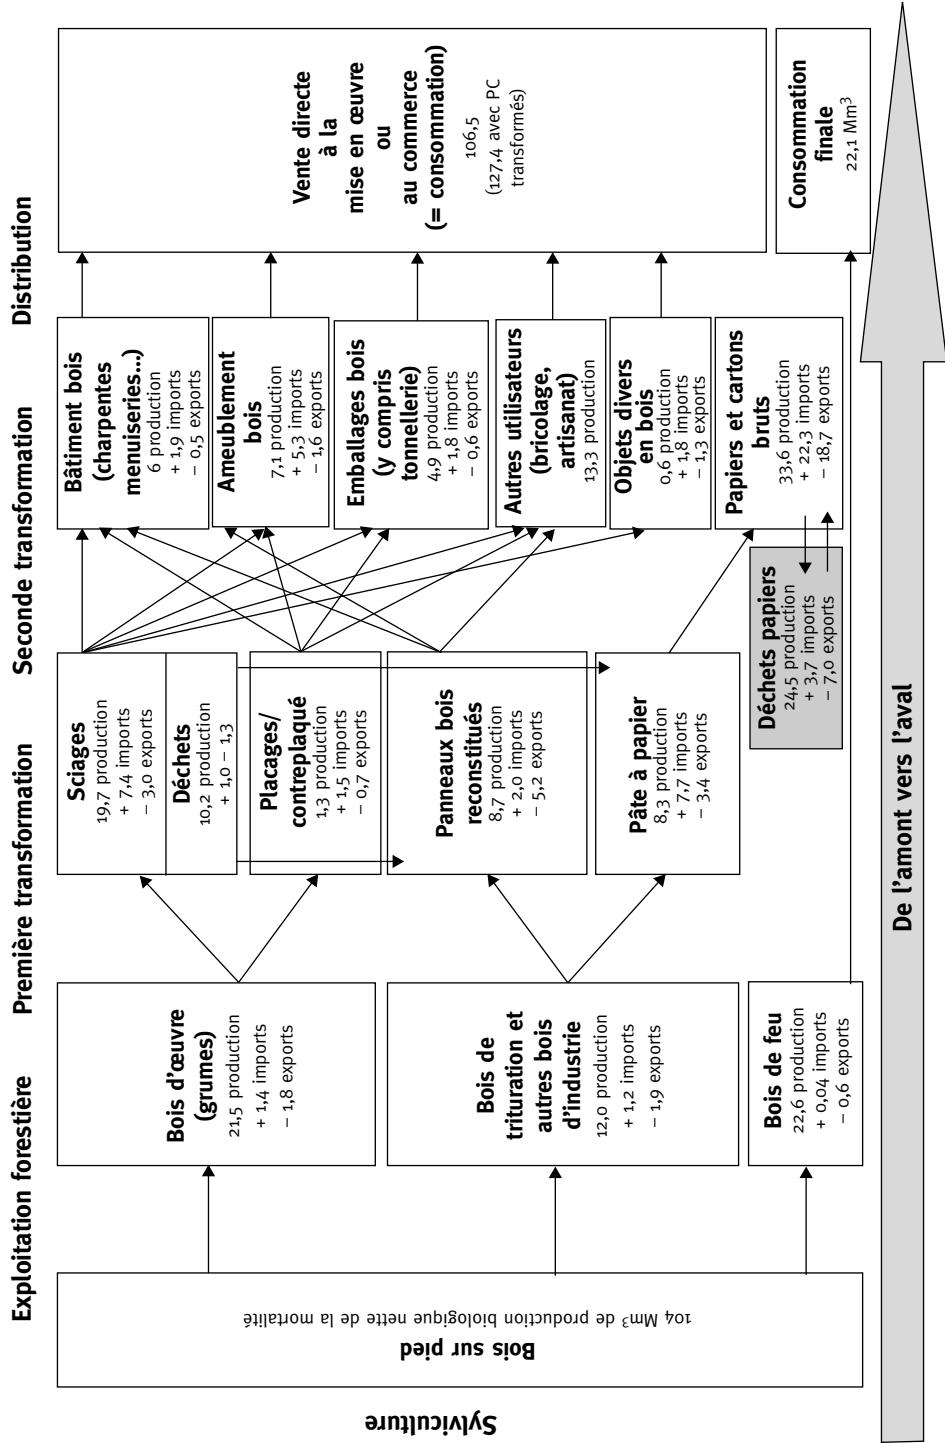 Sylviculture
Exploitation forestière
Première transformation
Seconde transformation
Distribution
Bois sur pied
104 Mm³ de production biologique nette de la mortalité
Bois d'œuvre
(grumes)
21,5 production
+ 1,4 imports
– 1,8 exports
Bois de
trituration et
autres bois
d'industrie
12,0 production
+ 1,2 imports
– 1,9 exports
Bois de feu
22,6 production
+ 0,04 imports
– 0,6 exports
Sciages
19,7 production
+ 7,4 imports
– 3,0 exports
Déchets
10,2 production
+ 1,0 – 1,3
Placages/
contreplaqué
1,3 production
+ 1,5 imports
– 0,7 exports
Panneaux bois
reconstitués
8,7 production
+ 2,0 imports
– 5,2 exports
Pâte à papier
8,3 production
+ 7,7 imports
– 3,4 exports
Déchets papiers
24,5 production
+ 3,7 imports
– 7,0 exports
Bâtiment bois
(charpentes
menuiseries...)
6 production
+ 1,9 imports
– 0,5 exports
Ameublement
bois
7,1 production
+ 5,3 imports
– 1,6 exports
Emballages bois
(y compris
tonnellerie)
4,9 production
+ 1,8 imports
– 0,6 exports
Autres utilisateurs
(bricolage,
artisanat)
13,3 production
Objets divers
en bois
0,6 production
+ 1,8 imports
– 1,3 exports
Papiers et cartons
bruts
33,6 production
+ 22,3 imports
– 18,7 exports
Vente directe
à la
mise en œuvre
ou
au commerce
(= consommation)
106,5
(127,4 avec PC
transformés)
Consommation
finale
22,1 Mm³
De l'amont vers l'aval